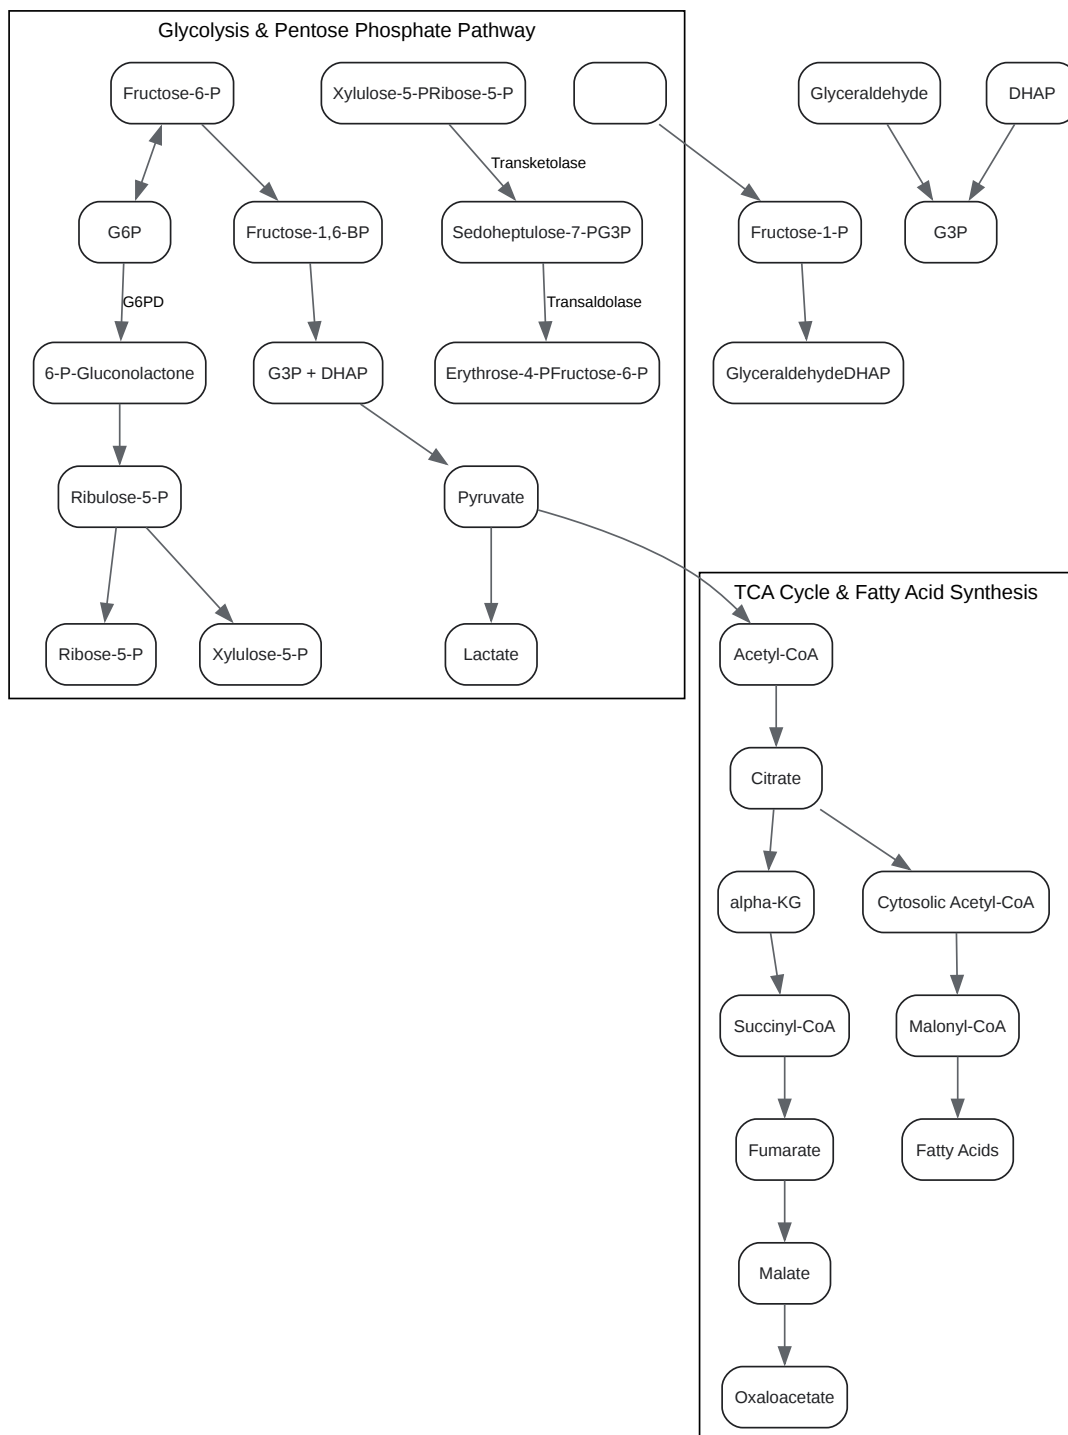 Glycolysis & Pentose Phosphate Pathway
Fructose-6-P
Xylulose-5-PRibose-5-P
Glyceraldehyde
DHAP
Transketolase
G6P
Fructose-1,6-BP
Sedoheptulose-7-PG3P
Fructose-1-P
G3P
G6PD
Transaldolase
6-P-Gluconolactone
G3P + DHAP
Erythrose-4-PFructose-6-P
GlyceraldehydeDHAP
Ribulose-5-P
Pyruvate
TCA Cycle & Fatty Acid Synthesis
Ribose-5-P
Xylulose-5-P
Lactate
Acetyl-CoA
Citrate
alpha-KG
Cytosolic Acetyl-CoA
Succinyl-CoA
Malonyl-CoA
Fumarate
Fatty Acids
Malate
Oxaloacetate